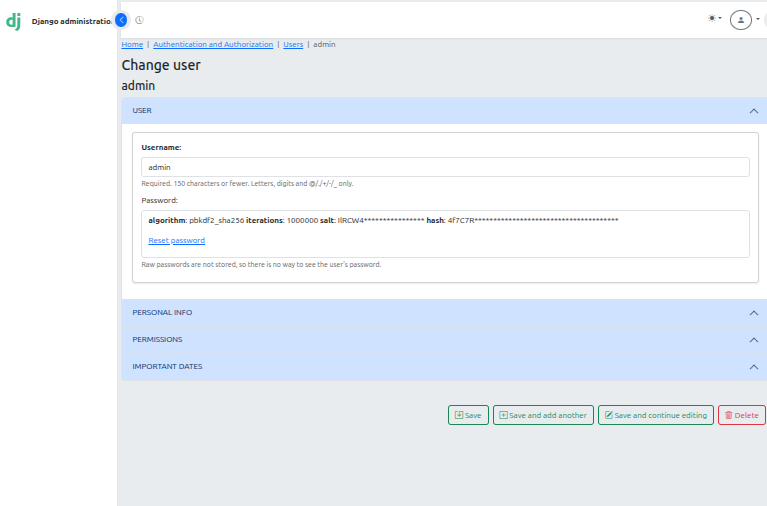 dj Django administratio
Home | Authentication and Authorization | Users | admin
Change user
admin
USER
Username:
admin
Required. 150 characters or fewer. Letters, digits and @/./+/-/_ only.
Password:
algorithm: pbkdf2_sha256 iterations: 1000000 salt: IlRCW4**************** hash: 4f7C7R**************************************
Reset password
Raw passwords are not stored, so there is no way to see the user's password.
PERSONAL INFO
PERMISSIONS
IMPORTANT DATES
Save Save and add another Save and continue editing Delete